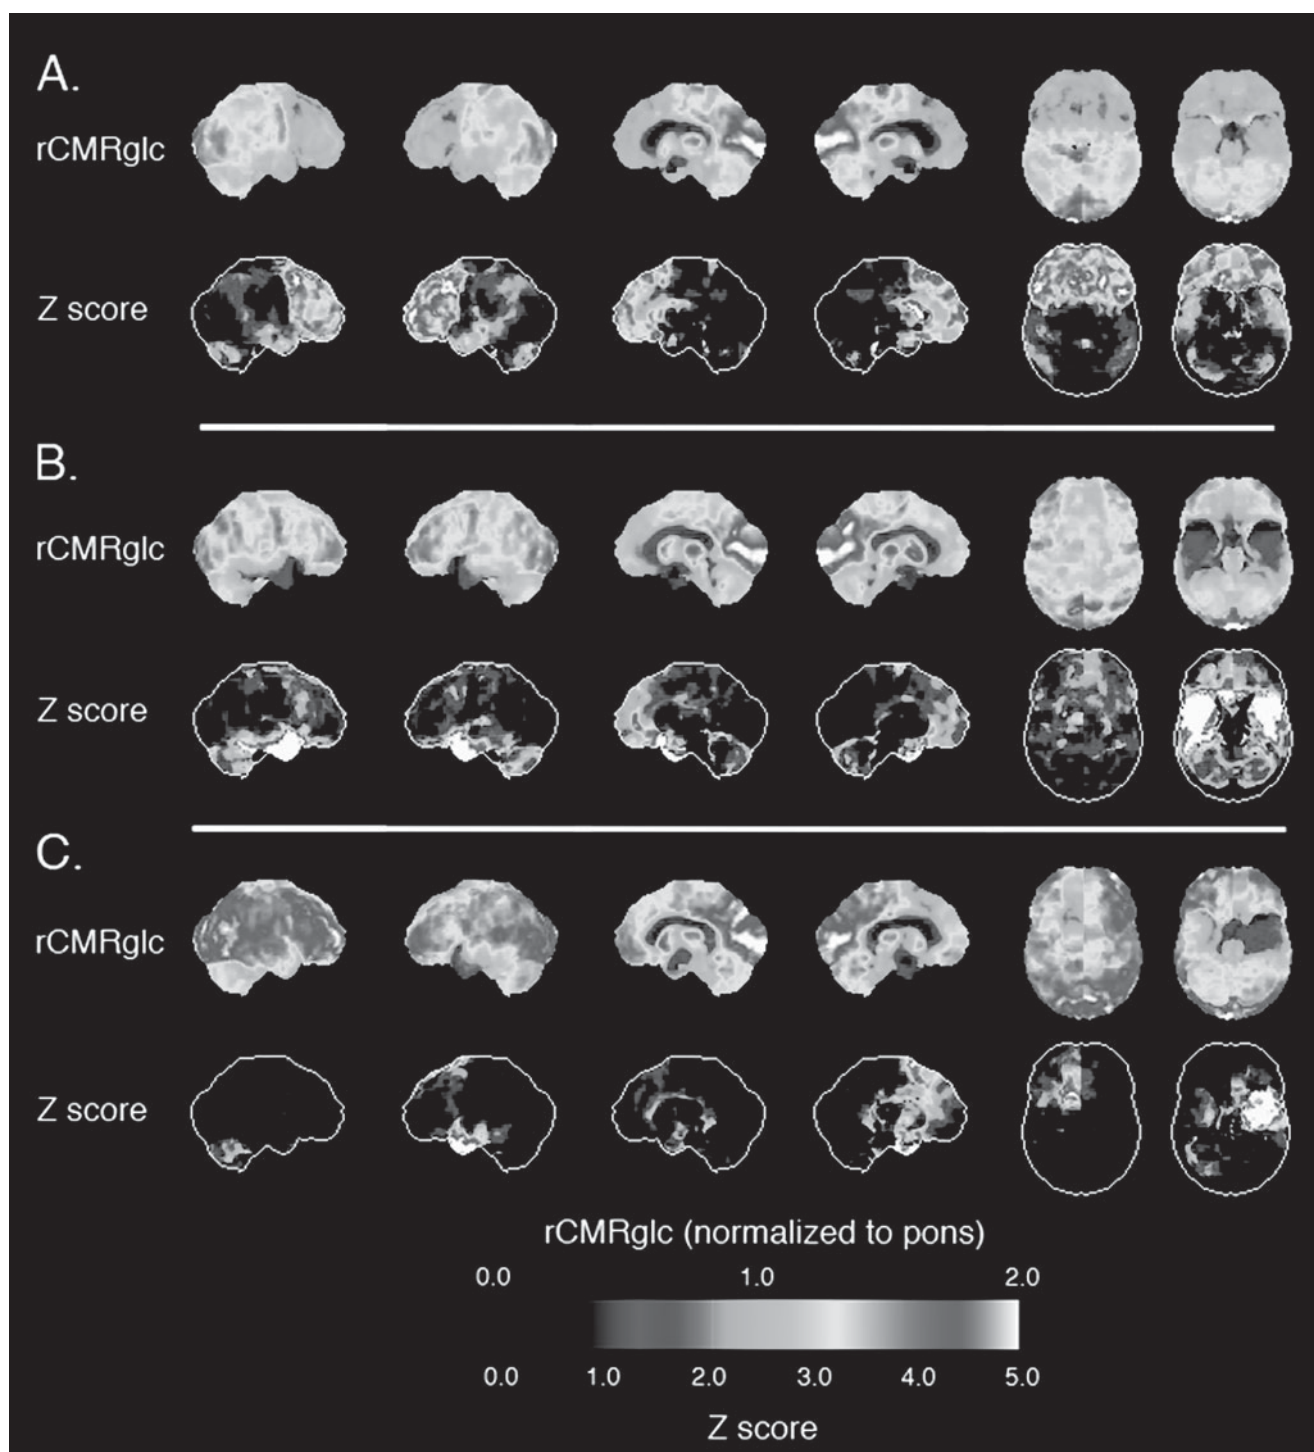 A.
rCMRglc
Z score
B.
rCMRglc
Z score
C.
rCMRglc
Z score
rCMRglc (normalized to pons)
0.0 1.0 2.0
0.0 1.0 2.0 3.0 4.0 5.0
Z score